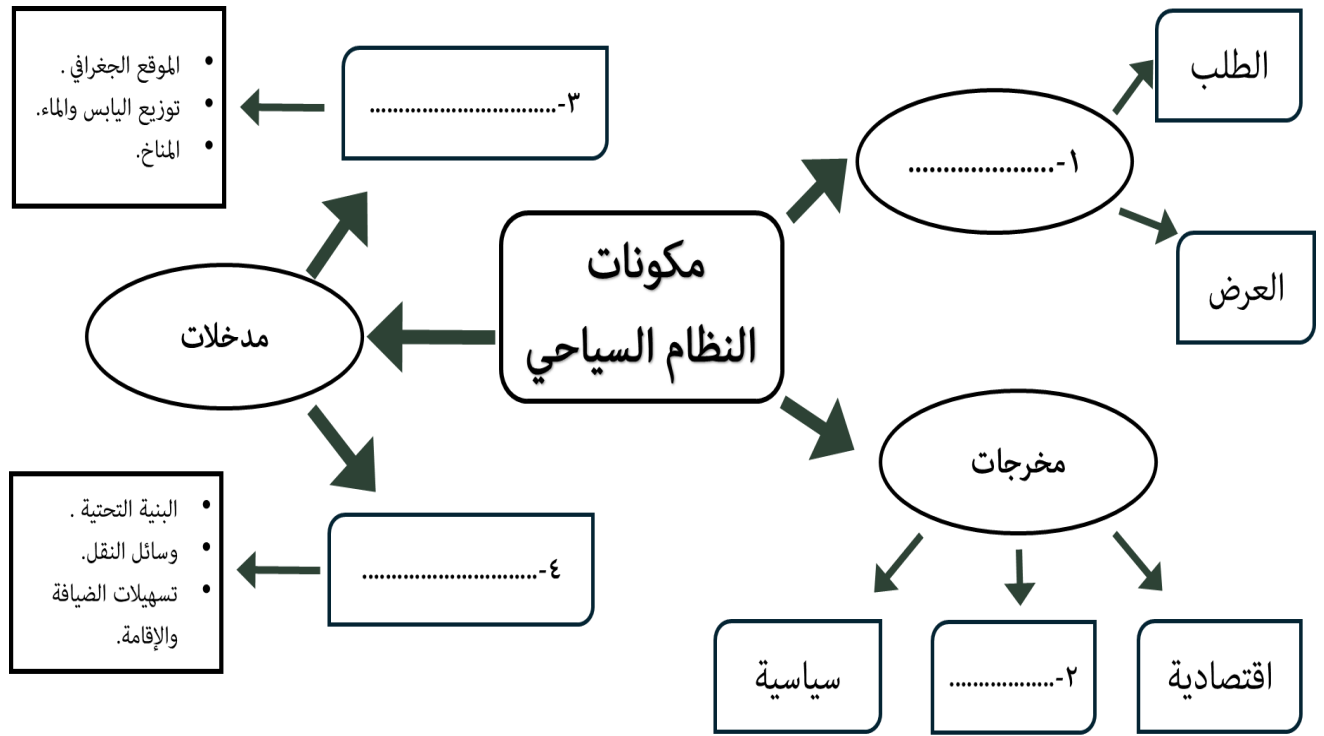 مكونات
النظام السياحي
١-.....................
الطلب
العرض
مخرجات
اقتصادية
٢-..................
سياسية
مدخلات
٣-................................
• الموقع الجغرافي .
• توزيع اليابس والماء.
• المناخ.
٤-..............................
• البنية التحتية .
• وسائل النقل.
• تسهيلات الضيافة
والإقامة.